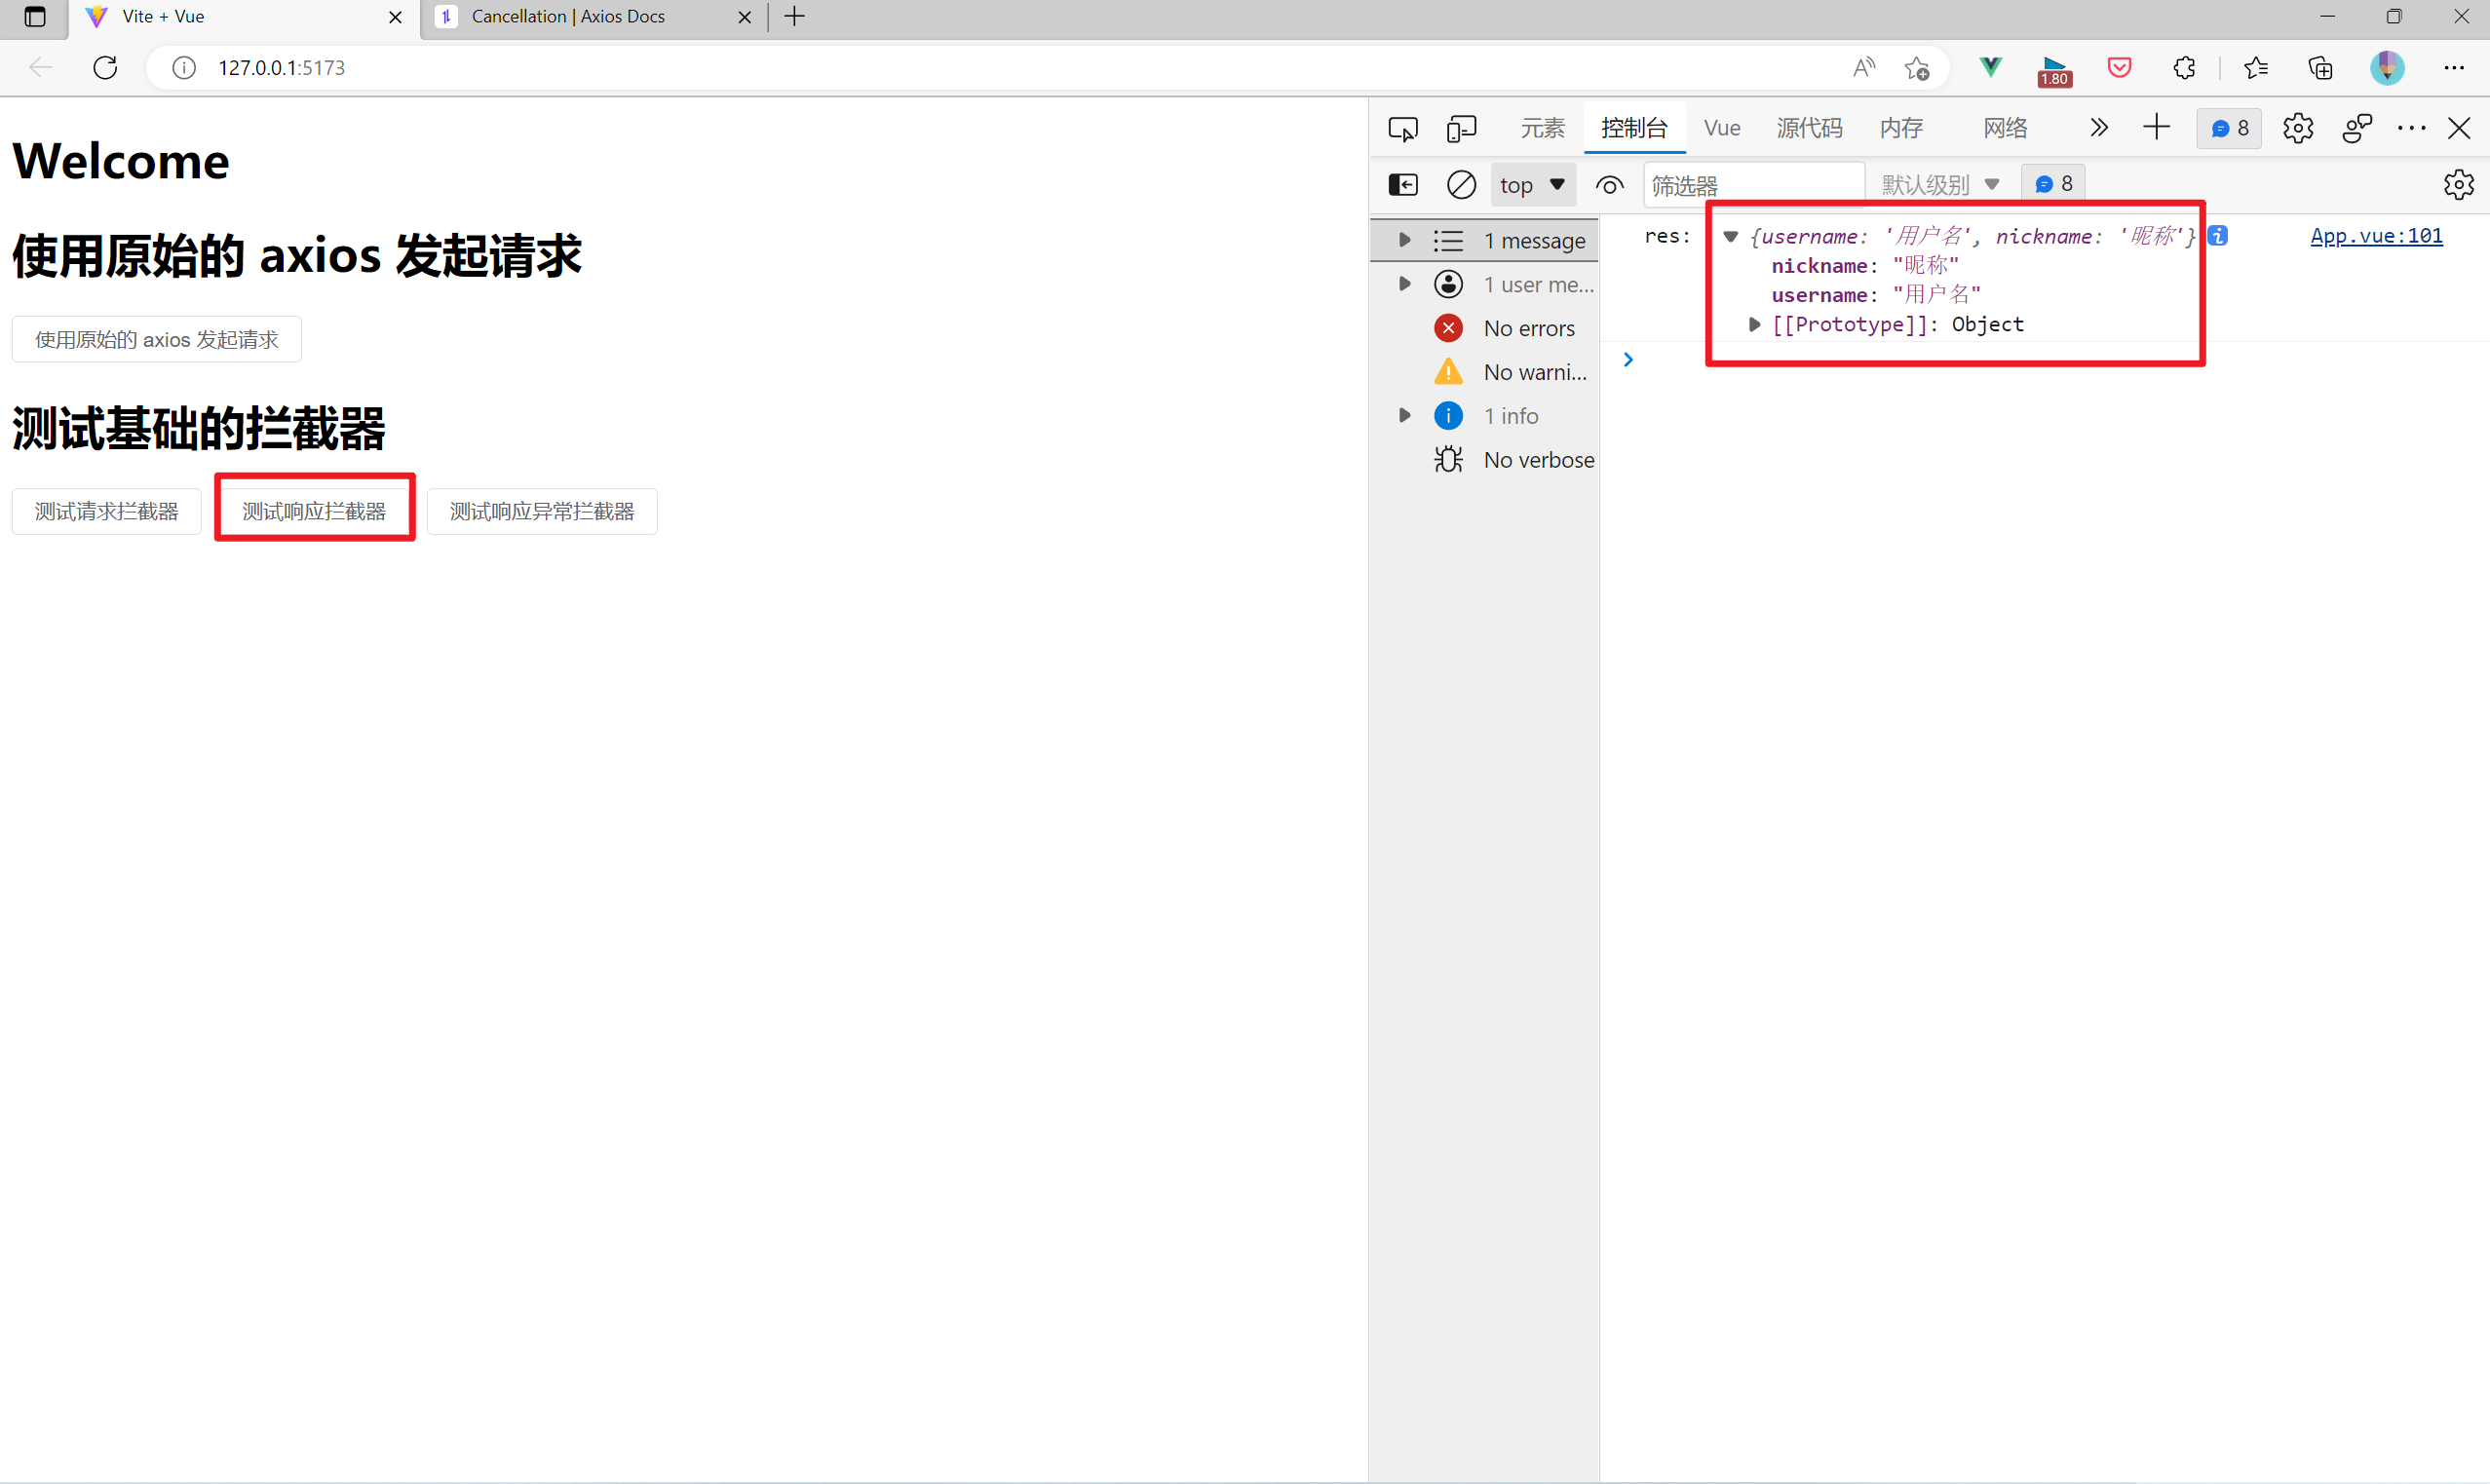 Vite + Vue
Cancellation | Axios Docs
127.0.0.1:5173
1.80
Welcome
使用原始的 axios 发起请求
使用原始的 axios 发起请求
测试基础的拦截器
测试请求拦截器 测试响应拦截器 测试响应异常拦截器
元素 控制台 Vue 源代码 内存 网络 8
top 筛选器 默认级别 8
1 message
1 user me...
No errors
No warni...
1 info
No verbose
res: {username: '用户名', nickname: '昵称'} App.vue:101
nickname: "昵称"
username: "用户名"
[[Prototype]]: Object